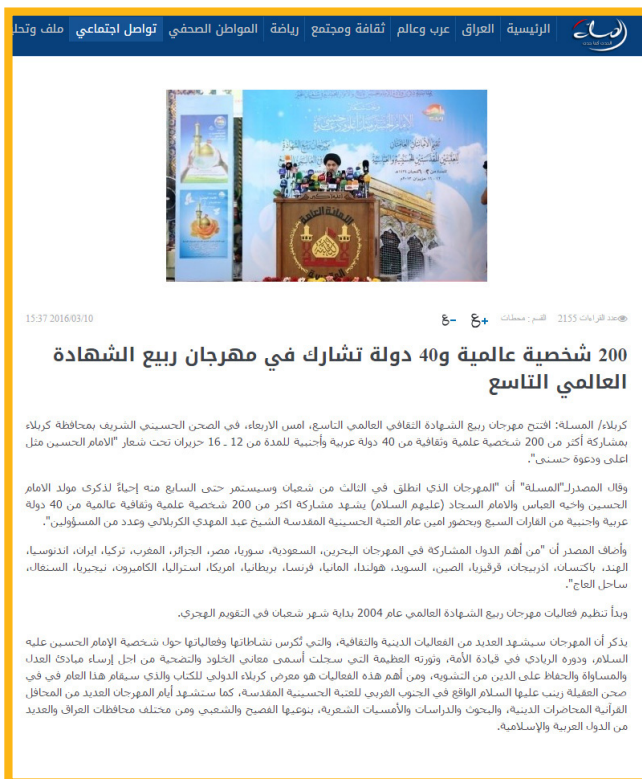 الرئيسية العراق عرب وعالم ثقافة ومجتمع رياضة المواطن الصحفي تواصل اجتماعي ملف وتحل
عدد القراءات 2155 القسم : محطات +ع -ع 15:37 2016/03/10
200 شخصية عالمية و40 دولة تشارك في مهرجان ربيع الشهادة
العالمي التاسع
كربلاء/ المسلة: افتتح مهرجان ربيع الشهادة الثقافي العالمي التاسع، امس الاربعاء، في الصحن الحسيني الشريف بمحافظة كربلاء
بمشاركة أكثر من 200 شخصية علمية وثقافية من 40 دولة عربية وأجنبية للمدة من 12 ـ 16 حزيران تحت شعار "الامام الحسين مثل
اعلى ودعوة حسنى".
وقال المصدرلـ"المسلة" أن "المهرجان الذي انطلق في الثالث من شعبان وسيستمر حتى السابع منه إحياءً لذكرى مولد الامام
الحسين واخيه العباس والامام السجاد (عليهم السلام) يشهد مشاركة اكثر من 200 شخصية علمية وثقافية عالمية من 40 دولة
عربية واجنبية من القارات السبع وبحضور امين عام العتبة الحسينية المقدسة الشيخ عبد المهدي الكربلائي وعدد من المسؤولين".
وأضاف المصدر أن "من أهم الدول المشاركة في المهرجان البحرين، السعودية، سوريا، مصر، الجزائر، المغرب، تركيا، ايران، اندونسيا،
الهند، باكتسان، اذربيجان، قرقيزيا، الصين، السويد، هولندا، المانيا، فرنسا، بريطانيا، امريكا، استراليا، الكاميرون، نيجيريا، السنغال،
ساحل العاج".
وبدأ تنظيم فعاليات مهرجان ربيع الشهادة العالمي عام 2004 بداية شهر شعبان في التقويم الهجري.
يذكر أن المهرجان سيشهد العديد من الفعاليات الدينية والثقافية، والتي تُكرس نشاطاتها وفعالياتها حول شخصية الإمام الحسين عليه
السلام، ودوره الريادي في قيادة الأمة، وثورته العظيمة التي سجلت أسمى معاني الخلود والتضحية من اجل إرساء مبادئ العدل
والمساواة والحفاظ على الدين من التشويه، ومن أهم هذه الفعاليات هو معرض كربلاء الدولي للكتاب والذي سيقام هذا العام في في
صحن العقيلة زينب عليها السلام الواقع في الجنوب الغربي للعتبة الحسينية المقدسة، كما ستشهد أيام المهرجان العديد من المحافل
القرآنية المحاضرات الدينية، والبحوث والدراسات والأمسيات الشعرية، بنوعيها الفصيح والشعبي ومن مختلف محافظات العراق والعديد
من الدول العربية والإسلامية.